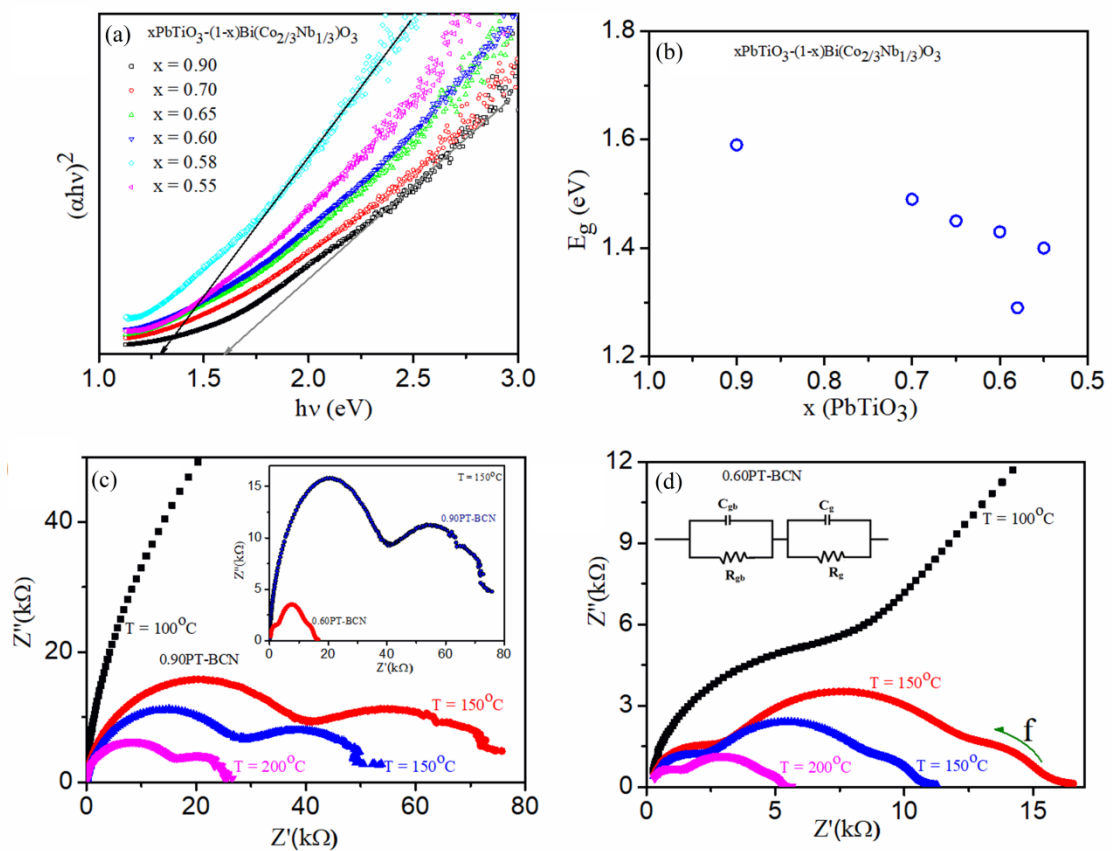 (a)
xPbTiO₃-(1-x)Bi(Co₂/₃Nb₁/₃)O₃
x = 0.90
x = 0.70
x = 0.65
x = 0.60
x = 0.58
x = 0.55
(αhν)²
1.0 1.5 2.0 2.5 3.0
hν (eV)
(b)
xPbTiO₃-(1-x)Bi(Co₂/₃Nb₁/₃)O₃
1.8
1.6
1.4
1.2
E_g (eV)
1.0 0.9 0.8 0.7 0.6 0.5
x (PbTiO₃)
(c)
T = 100°C
0.90PT-BCN
T = 150°C
T = 150°C
T = 200°C
40
20
0
Z"(kΩ)
0 20 40 60 80
Z'(kΩ)
T = 150°C
0.90PT-BCN
0.60PT-BCN
15
10
5
0
Z"(kΩ)
0 20 40 60 80
Z'(kΩ)
(d)
0.60PT-BCN
C_gb
C_g
R_gb
R_g
T = 100°C
T = 150°C
f
T = 150°C
T = 200°C
12
9
6
3
0
Z"(kΩ)
0 5 10 15
Z'(kΩ)